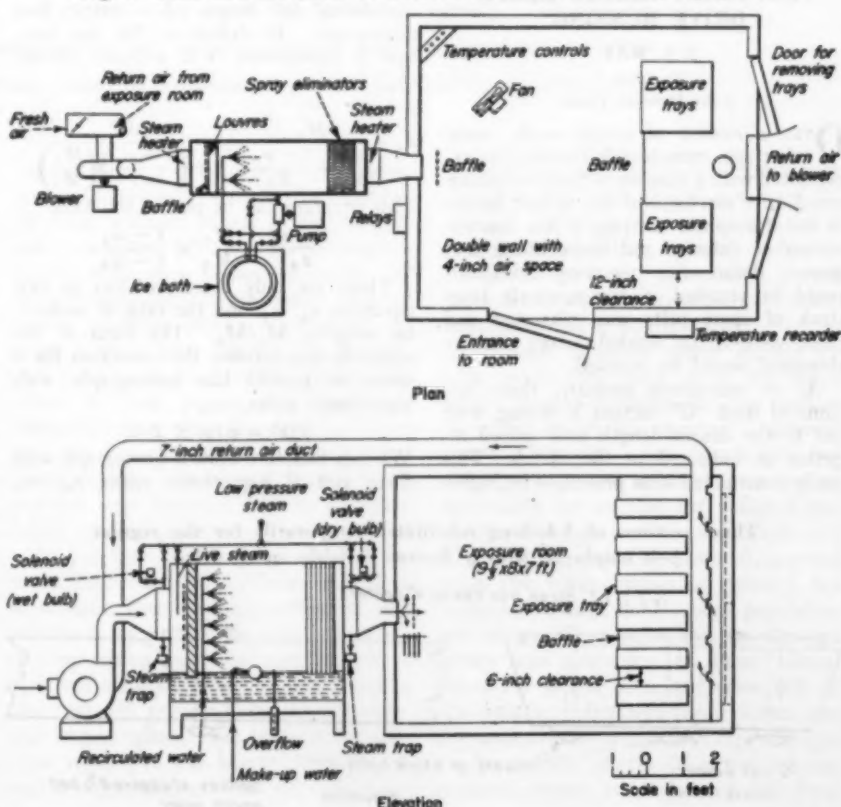 Return air from
exposure room
Fresh
air
Steam
heater
Louvres
Spray eliminators
Steam
heater
Blower
Baffle
Pump
Ice bath
Temperature controls
Fan
Baffle
Relays
Double wall with
4-inch air space
Exposure
trays
Baffle
Exposure
trays
12-inch
clearance
Door for
removing
trays
Return air
to blower
Temperature recorder
Entrance
to room
Plan
7-inch return air duct
Low pressure
steam
Solenoid
valve
(dry bulb)
Solenoid
valve
(wet bulb)
Live steam
Steam
trap
Recirculated water
Overflow
Make-up water
Steam trap
Exposure room
Exposure tray
Baffle
6-inch clearance
1 0 1 2
Scale in feet
Elevation